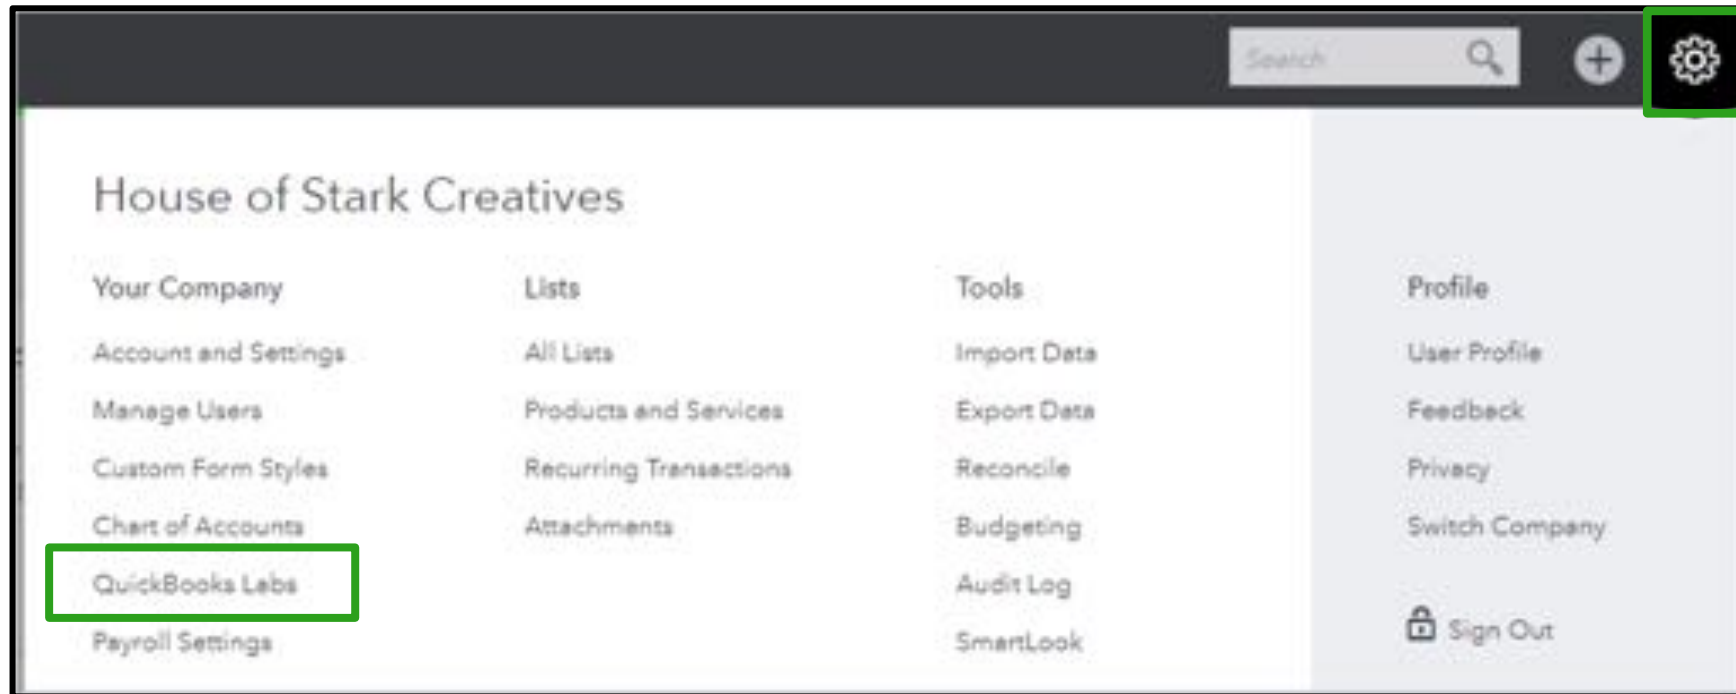 Search
House of Stark Creatives
Your Company
Account and Settings
Manage Users
Custom Form Styles
Chart of Accounts
QuickBooks Labs
Payroll Settings
Lists
All Lists
Products and Services
Recurring Transactions
Attachments
Tools
Import Data
Export Data
Reconcile
Budgeting
Audit Log
SmartLook
Profile
User Profile
Feedback
Privacy
Switch Company
Sign Out